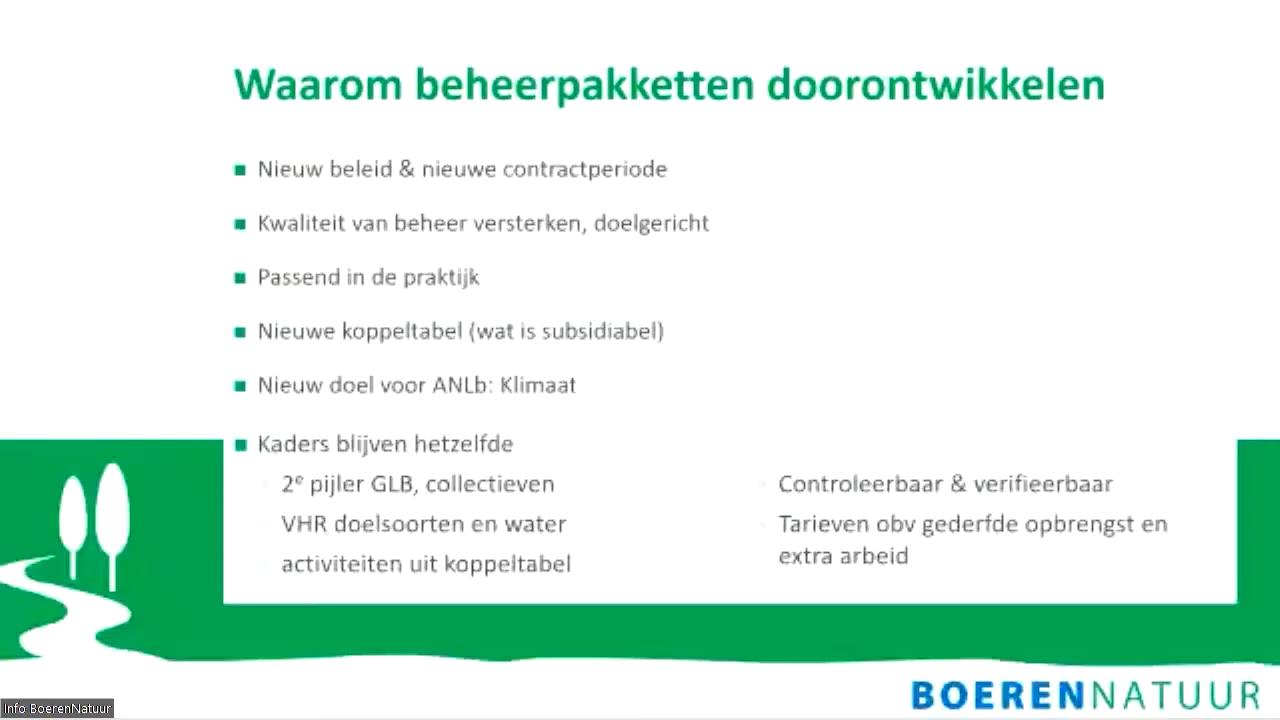 Waarom beheerpakketten doorontwikkelen
Nieuw beleid & nieuwe contractperiode
Kwaliteit van beheer versterken, doelgericht
Passend in de praktijk
Nieuwe koppeltabel (wat is subsidiabel)
Nieuw doel voor ANLb: Klimaat
Kaders blijven hetzelfde
2e pijler GLB, collectieven
VHR doelsoorten en water
activiteiten uit koppeltabel
Controleerbaar & verifieerbaar
Tarieven obv gederfde opbrengst en
extra arbeid
BOERENNATUUR
Info BoerenNatuur